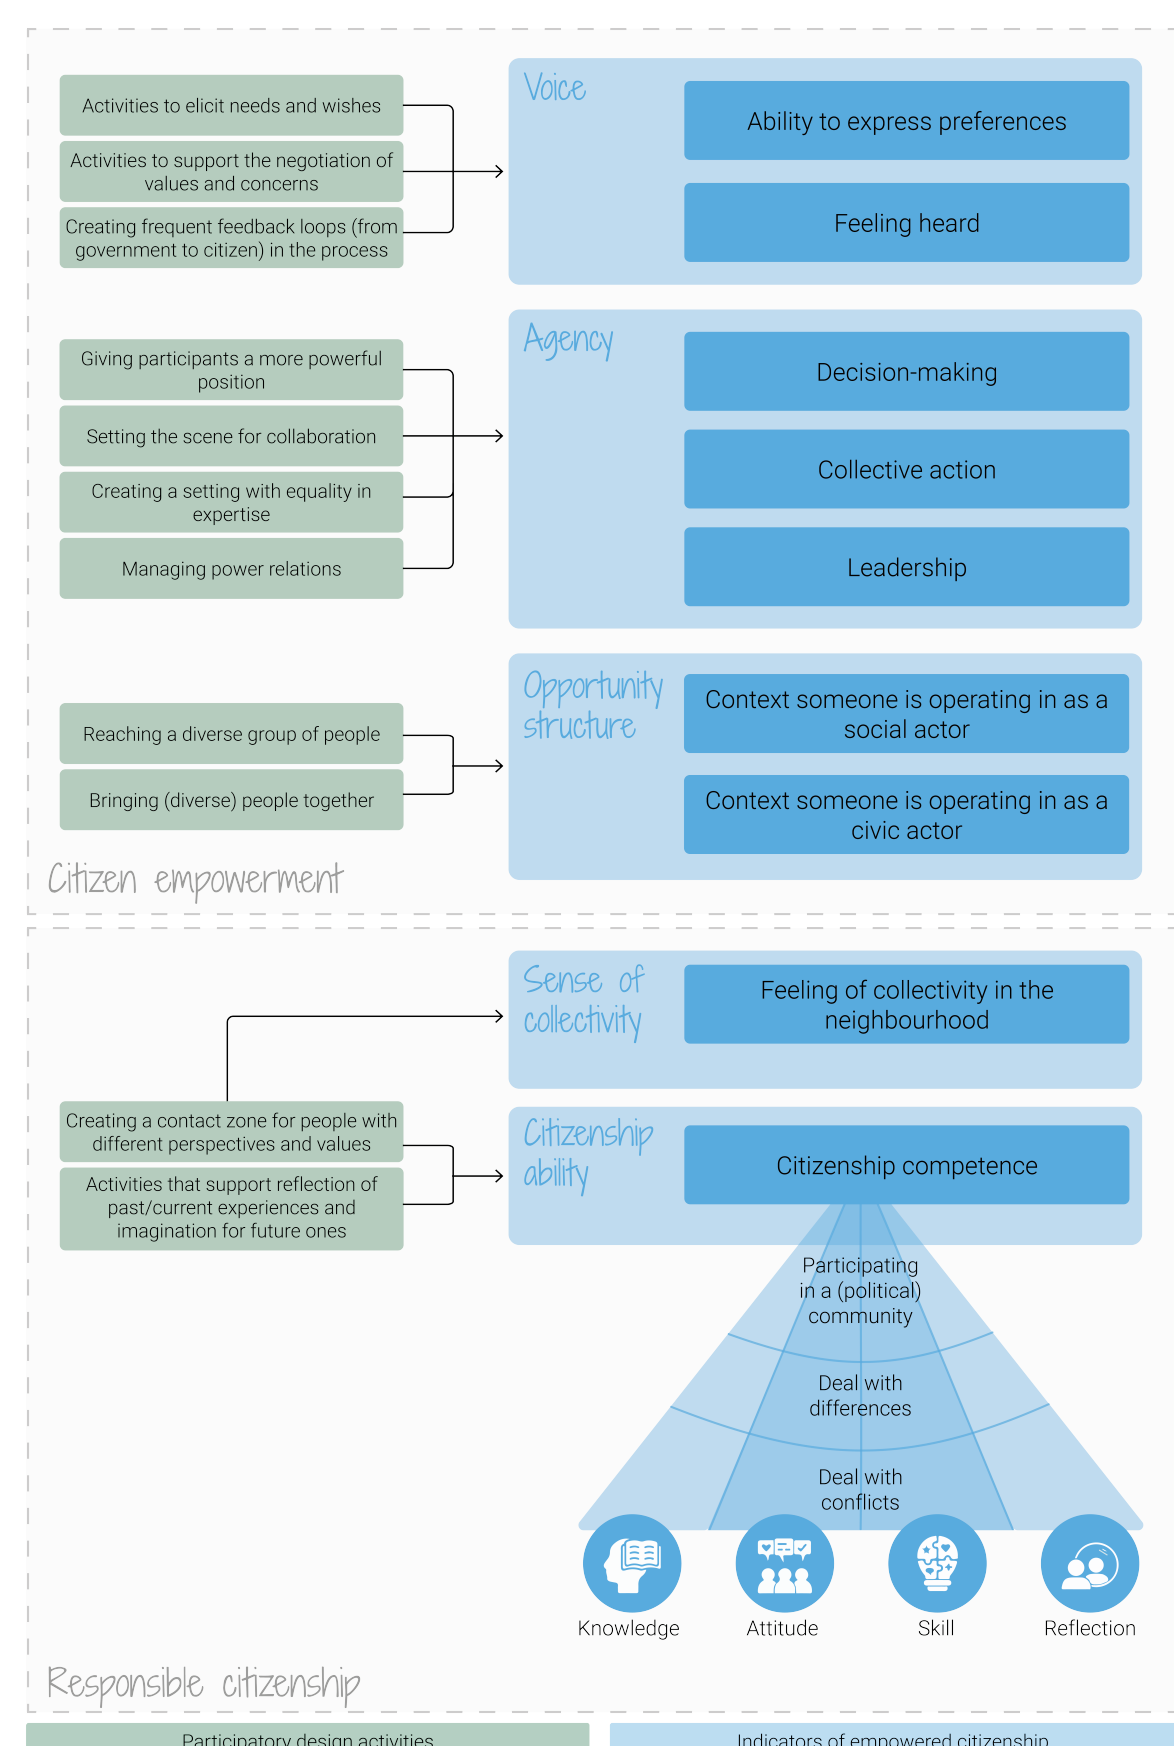 Voice
Activities to elicit needs and wishes
Activities to support the negotiation of
values and concerns
Creating frequent feedback loops (from
government to citizen) in the process
Ability to express preferences
Feeling heard
Agency
Giving participants a more powerful
position
Setting the scene for collaboration
Creating a setting with equality in
expertise
Managing power relations
Decision-making
Collective action
Leadership
Opportunity
structure
Reaching a diverse group of people
Bringing (diverse) people together
Context someone is operating in as a
social actor
Context someone is operating in as a
civic actor
Citizen empowerment
Sense of
collectivity
Feeling of collectivity in the
neighbourhood
Creating a contact zone for people with
different perspectives and values
Activities that support reflection of
past/current experiences and
imagination for future ones
Citizenship
ability
Citizenship competence
Participating
in a (political)
community
Deal with
differences
Deal with
conflicts
Knowledge
Attitude
Skill
Reflection
Responsible citizenship
Participatory design activities
Indicators of empowered citizenship